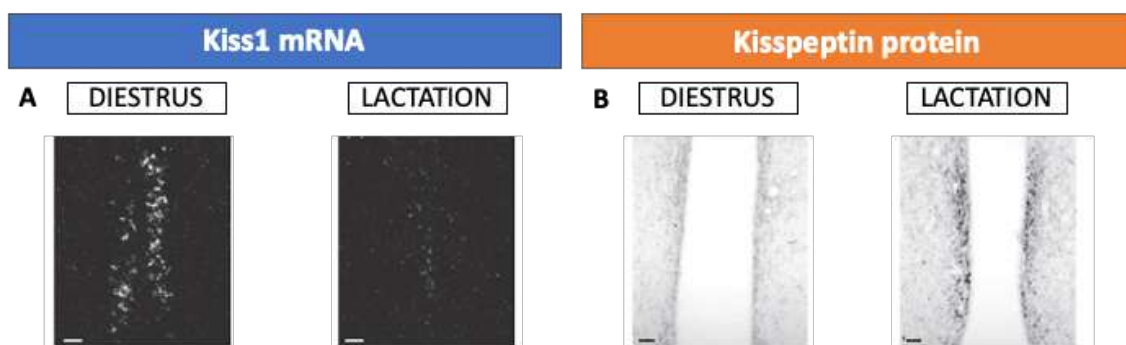 Kiss1 mRNA
Kisspeptin protein
A DIESTRUS LACTATION
B DIESTRUS LACTATION